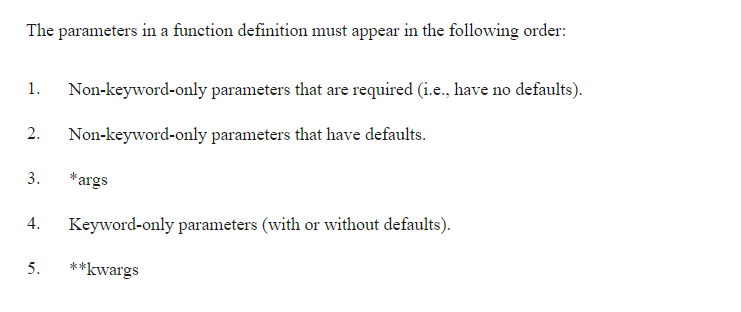 The parameters in a function definition must appear in the following order:
1. Non-keyword-only parameters that are required (i.e., have no defaults).
2. Non-keyword-only parameters that have defaults.
3. *args
4. Keyword-only parameters (with or without defaults).
5. **kwargs